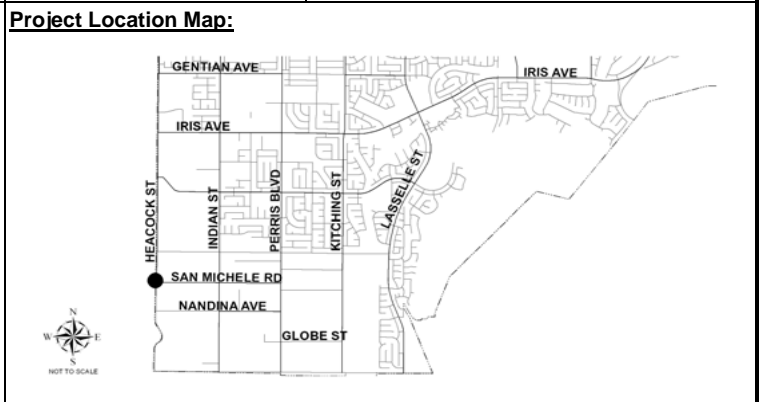 Project Location Map:
GENTIAN AVE
IRIS AVE
IRIS AVE
HEACOCK ST
INDIAN ST
PERRIS BLVD
KITCHING ST
LASSELLE ST
SAN MICHELE RD
NANDINA AVE
GLOBE ST
N
W E
S
NOT TO SCALE